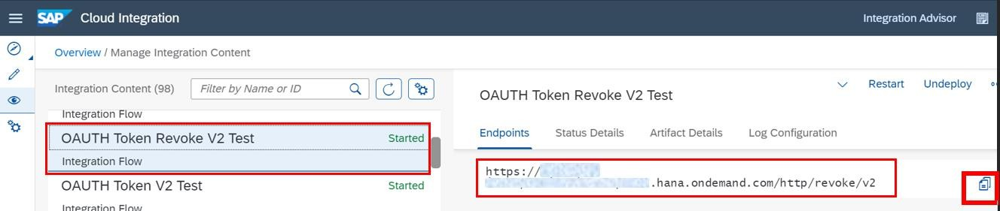 SAP Cloud Integration
Integration Advisor
Overview / Manage Integration Content
Integration Content (98)
Filter by Name or ID
Integration Flow
OAUTH Token Revoke V2 Test
Started
Integration Flow
OAUTH Token V2 Test
Started
Integration Flow
Restart
Undeploy
OAUTH Token Revoke V2 Test
Endpoints
Status Details
Artifact Details
Log Configuration
https://
.hana.ondemand.com/http/revoke/v2